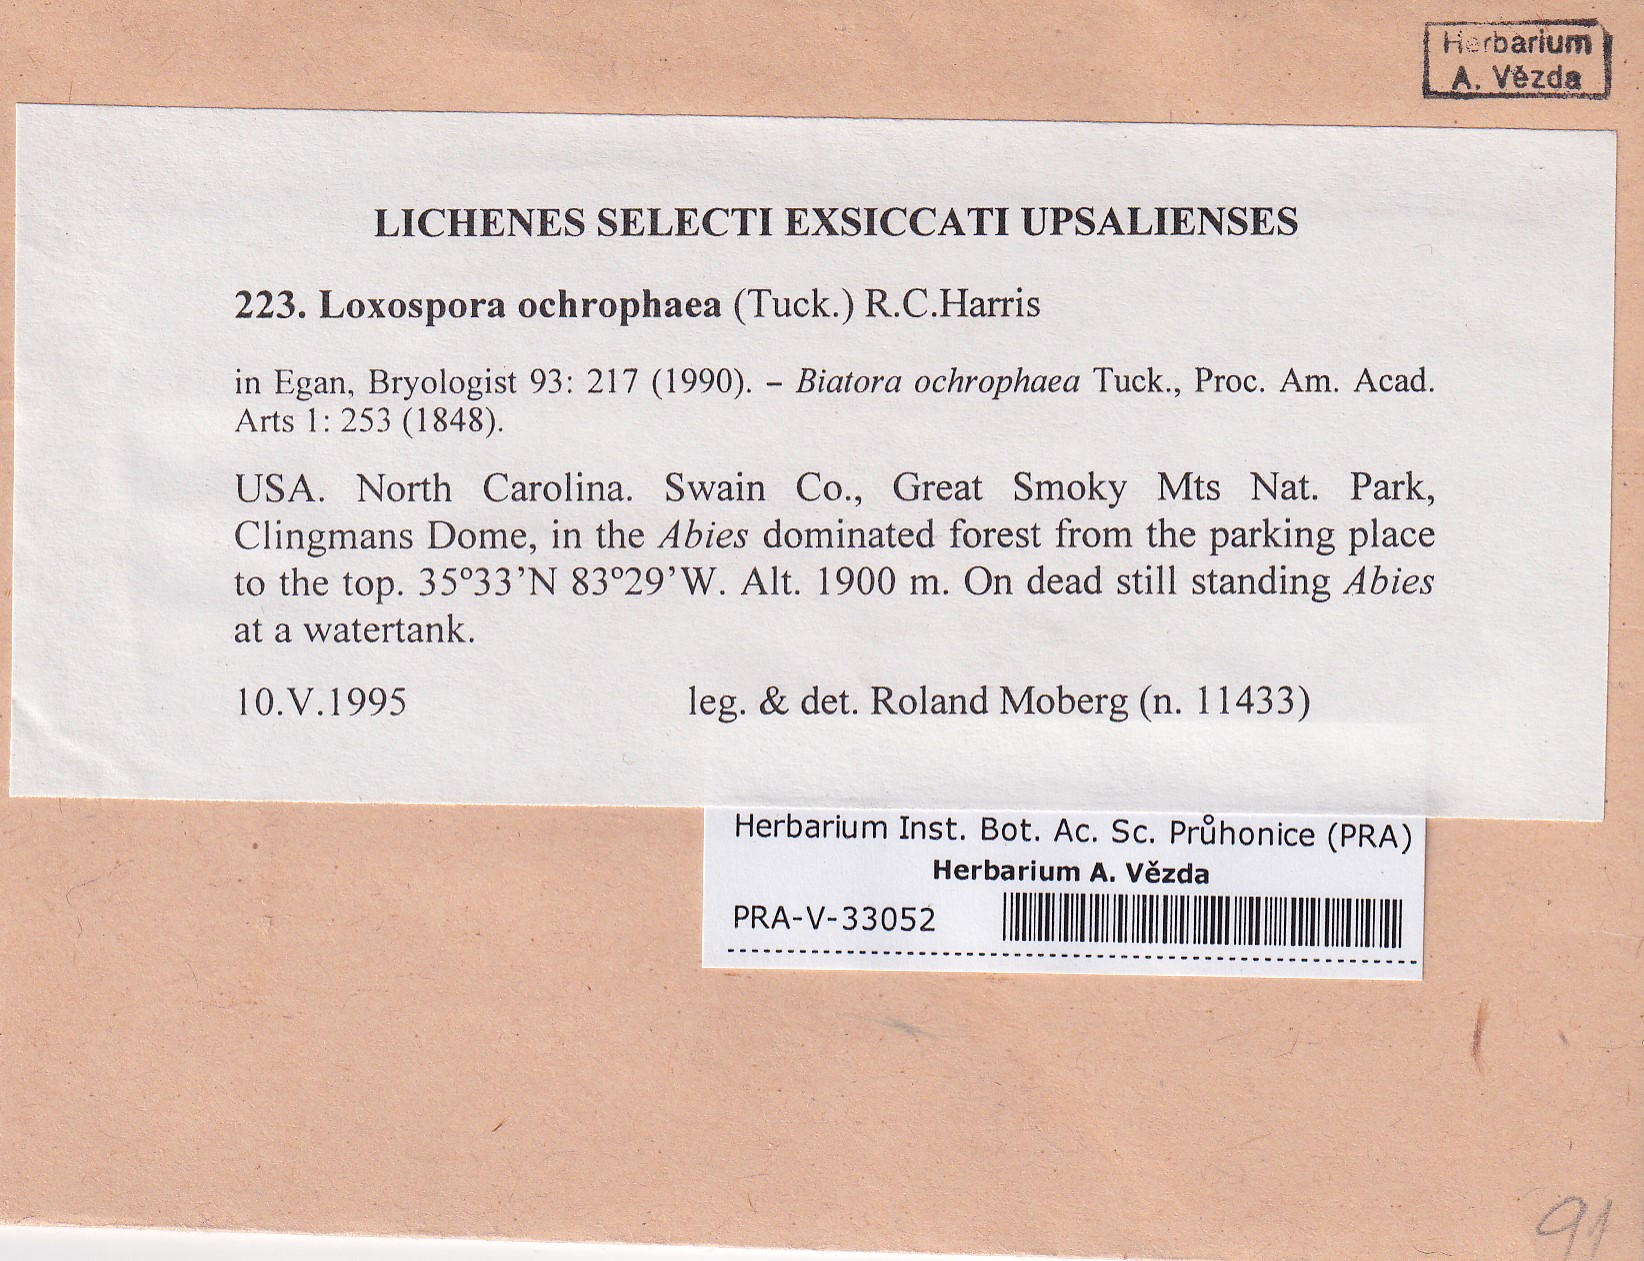 Herbarium
A. Vězda
LICHENES SELECTI EXSICCATI UPSALIENSES
223. Loxospora ochrophaea (Tuck.) R.C.Harris
in Egan, Bryologist 93: 217 (1990). – Biatora ochrophaea Tuck., Proc. Am. Acad.
Arts 1: 253 (1848).
USA. North Carolina. Swain Co., Great Smoky Mts Nat. Park,
Clingmans Dome, in the Abies dominated forest from the parking place
to the top. 35º33’N 83º29’W. Alt. 1900 m. On dead still standing Abies
at a watertank.
10.V.1995 leg. & det. Roland Moberg (n. 11433)
Herbarium Inst. Bot. Ac. Sc. Průhonice (PRA)
Herbarium A. Vězda
PRA-V-33052
91